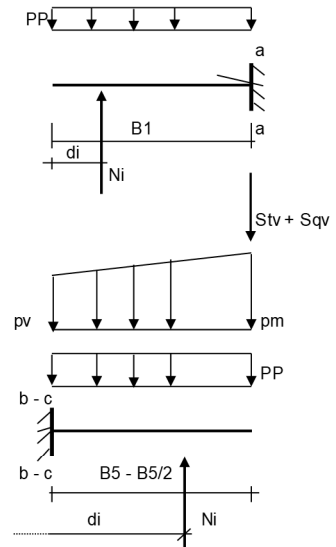 PP
a
B1
a
di
Ni
Stv + Sqv
pv
pm
PP
b - c
b - c
B5 - B5/2
di
Ni